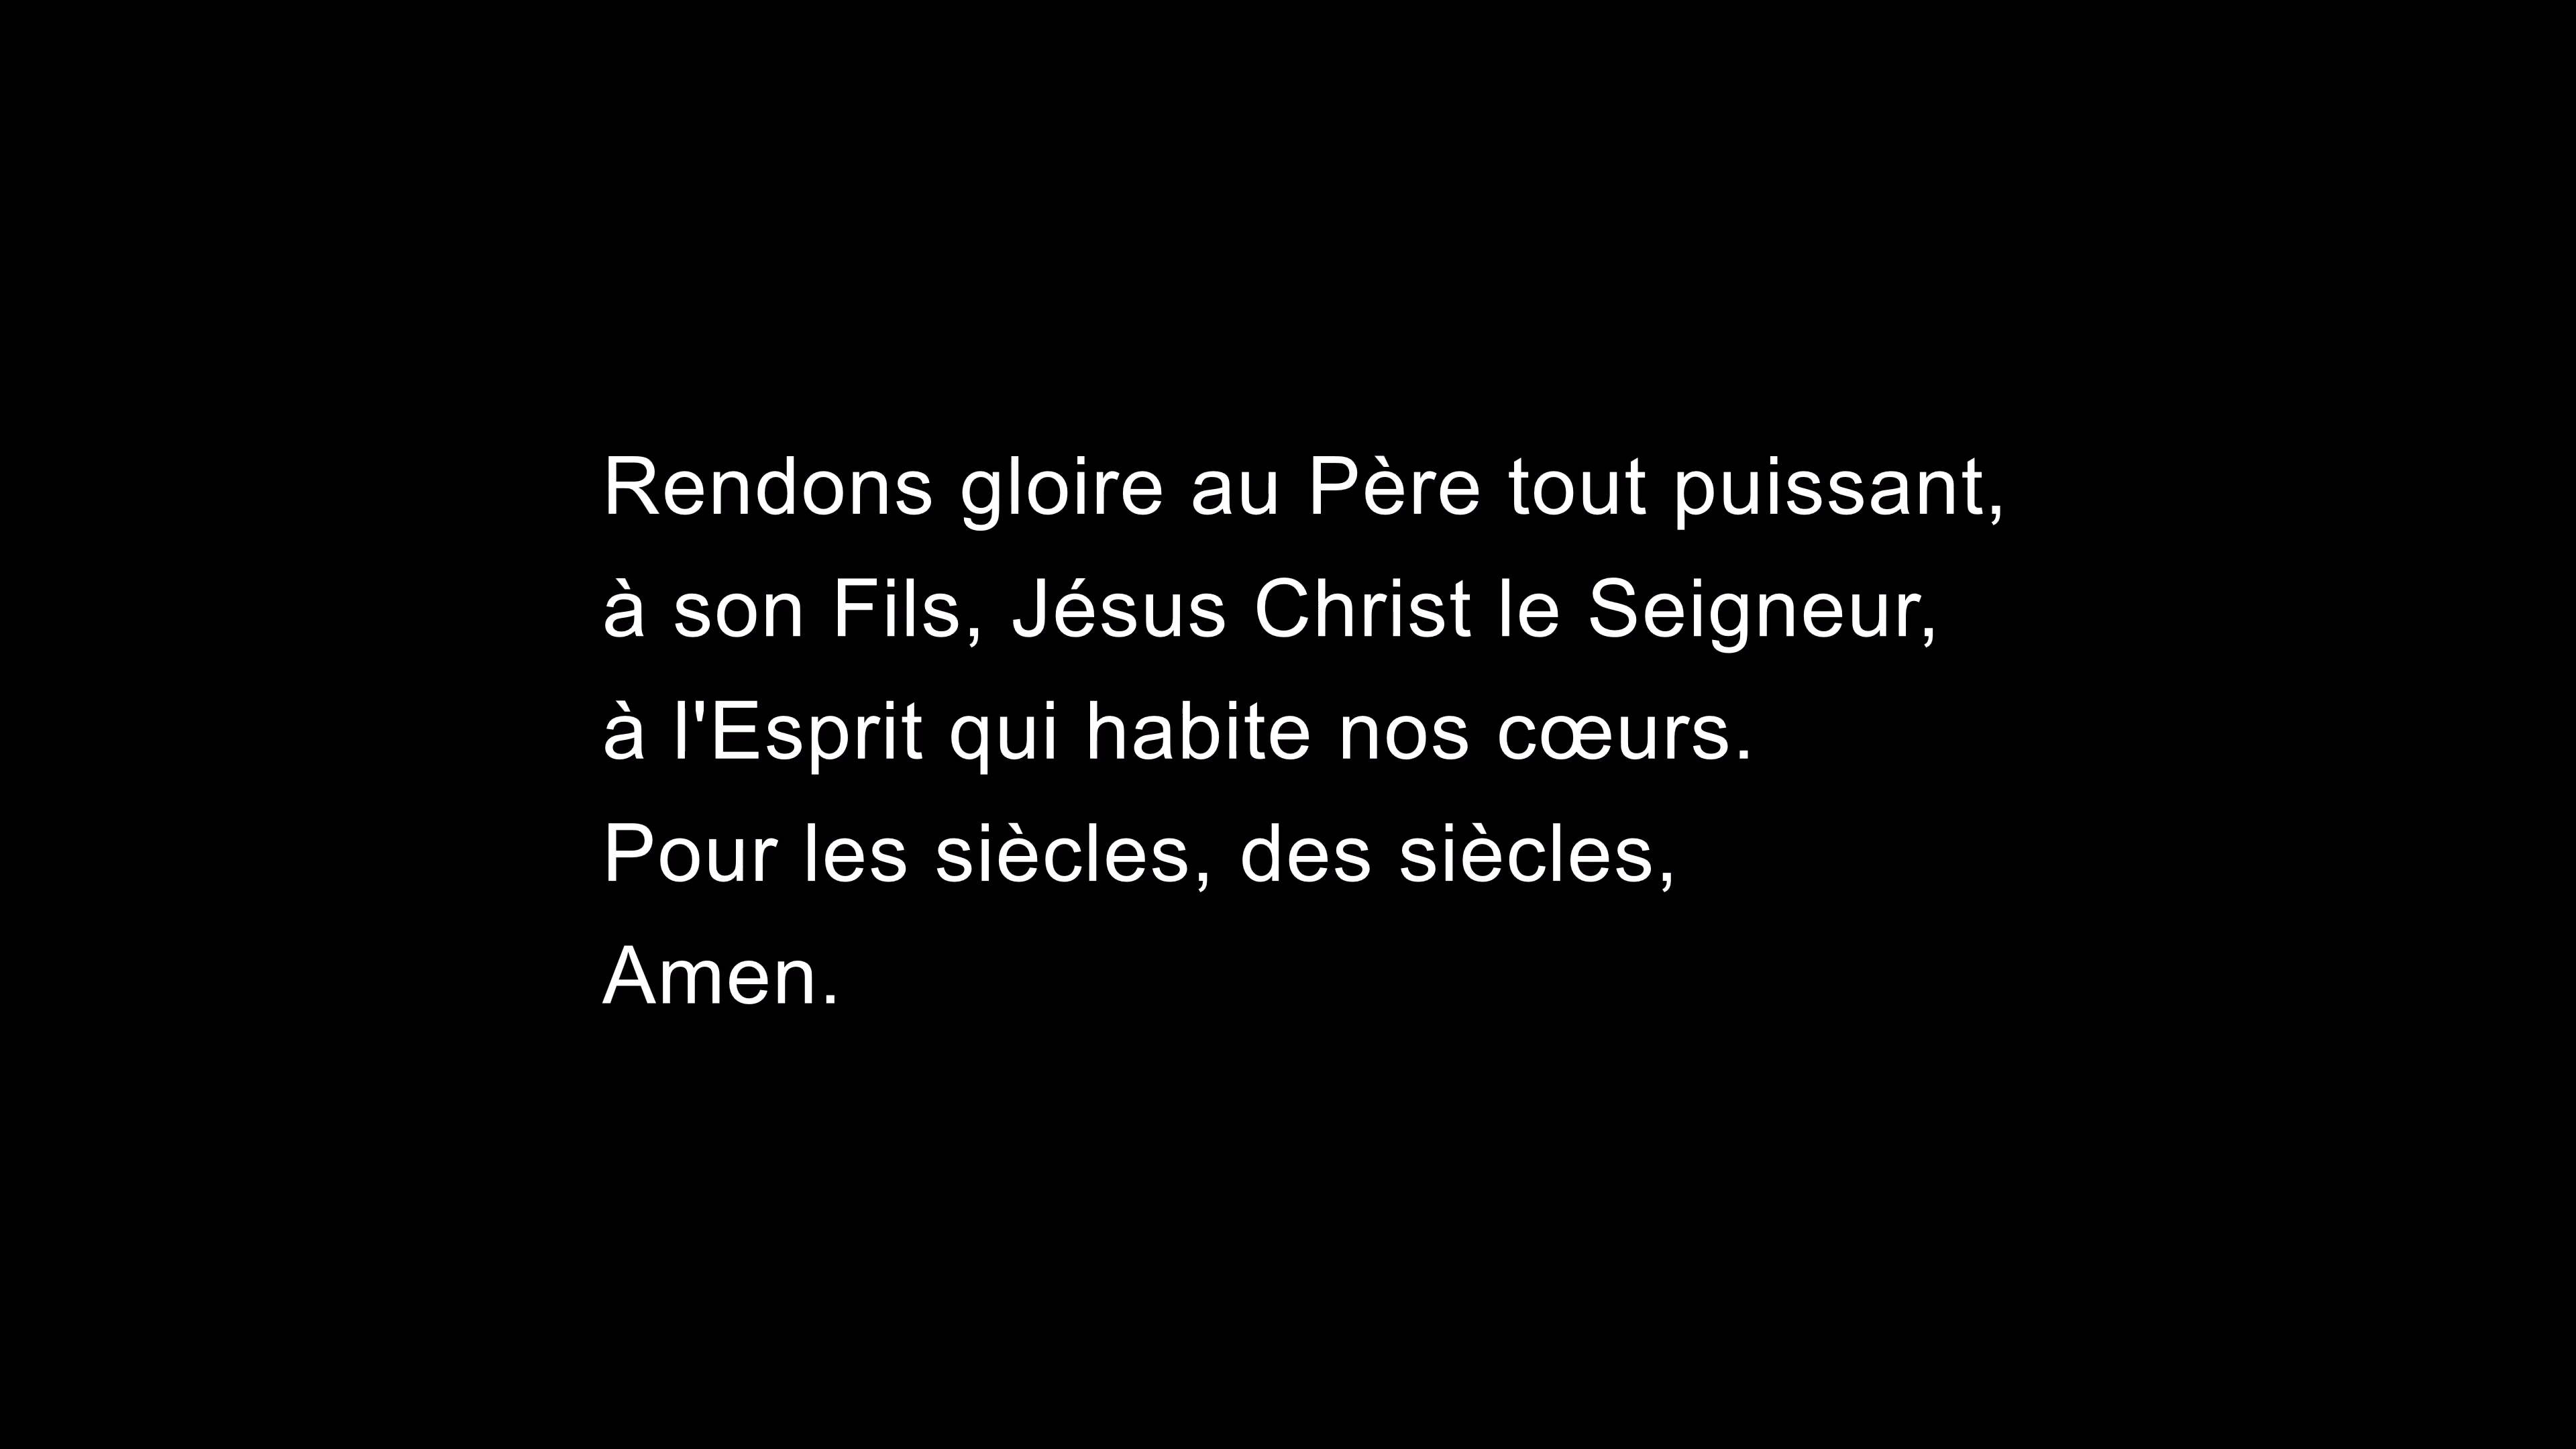 Rendons gloire au Père tout puissant,
à son Fils, Jésus Christ le Seigneur,
à l'Esprit qui habite nos cœurs.
Pour les siècles, des siècles,
Amen.